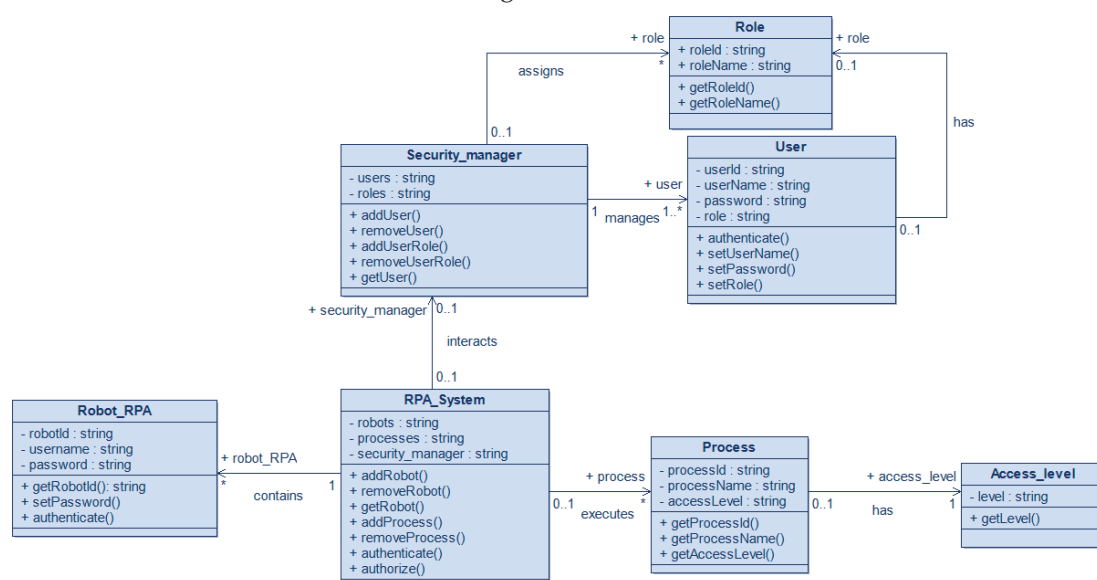 Role
+ roleId : string
+ roleName : string
+ getRoleId()
+ getRoleName()
+ role
*
assigns
0..1
+ role
0..1
has
0..1
Security_manager
- users : string
- roles : string
+ addUser()
+ removeUser()
+ addUserRole()
+ removeUserRole()
+ getUser()
+ user
1
manages
1..*
User
- userId : string
- userName : string
- password : string
- role : string
+ authenticate()
+ setUserName()
+ setPassword()
+ setRole()
+ security_manager
0..1
interacts
0..1
Robot_RPA
- robotId : string
- username : string
- password : string
+ getRobotId(): string
+ setPassword()
+ authenticate()
+ robot_RPA
*
contains
1
RPA_System
- robots : string
- processes : string
- security_manager : string
+ addRobot()
+ removeRobot()
+ getRobot()
+ addProcess()
+ removeProcess()
+ authenticate()
+ authorize()
+ process
0..1
executes
*
Process
- processId : string
- processName : string
- accessLevel : string
+ getProcessId()
+ getProcessName()
+ getAccessLevel()
+ access_level
0..1
has
1
Access_level
- level : string
+ getLevel()